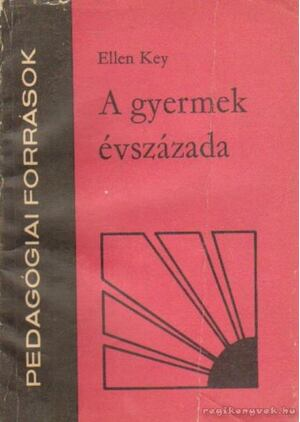 PEDAGÓGIAI FORRÁSOK
Ellen Key
A gyermek
évszázada
regikonyvek.hu